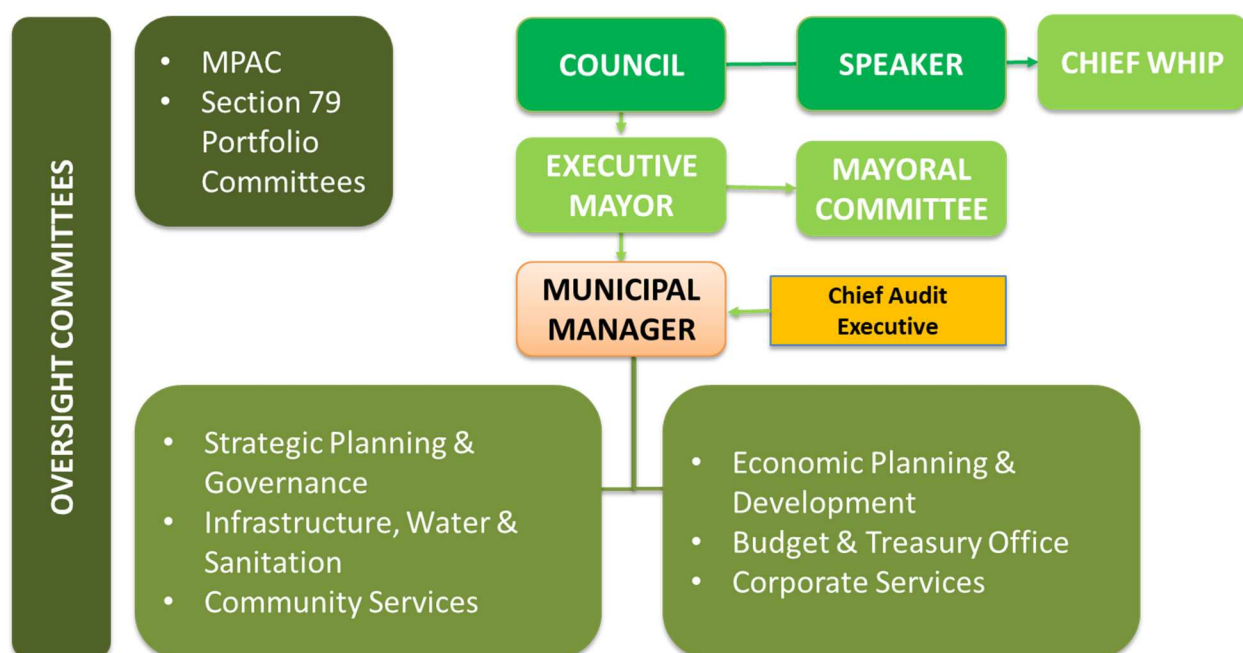 OVERSIGHT COMMITTEES
• MPAC
• Section 79
Portfolio
Committees
COUNCIL
SPEAKER
CHIEF WHIP
EXECUTIVE
MAYOR
MAYORAL
COMMITTEE
MUNICIPAL
MANAGER
Chief Audit
Executive
• Strategic Planning &
Governance
• Infrastructure, Water &
Sanitation
• Community Services
• Economic Planning &
Development
• Budget & Treasury Office
• Corporate Services